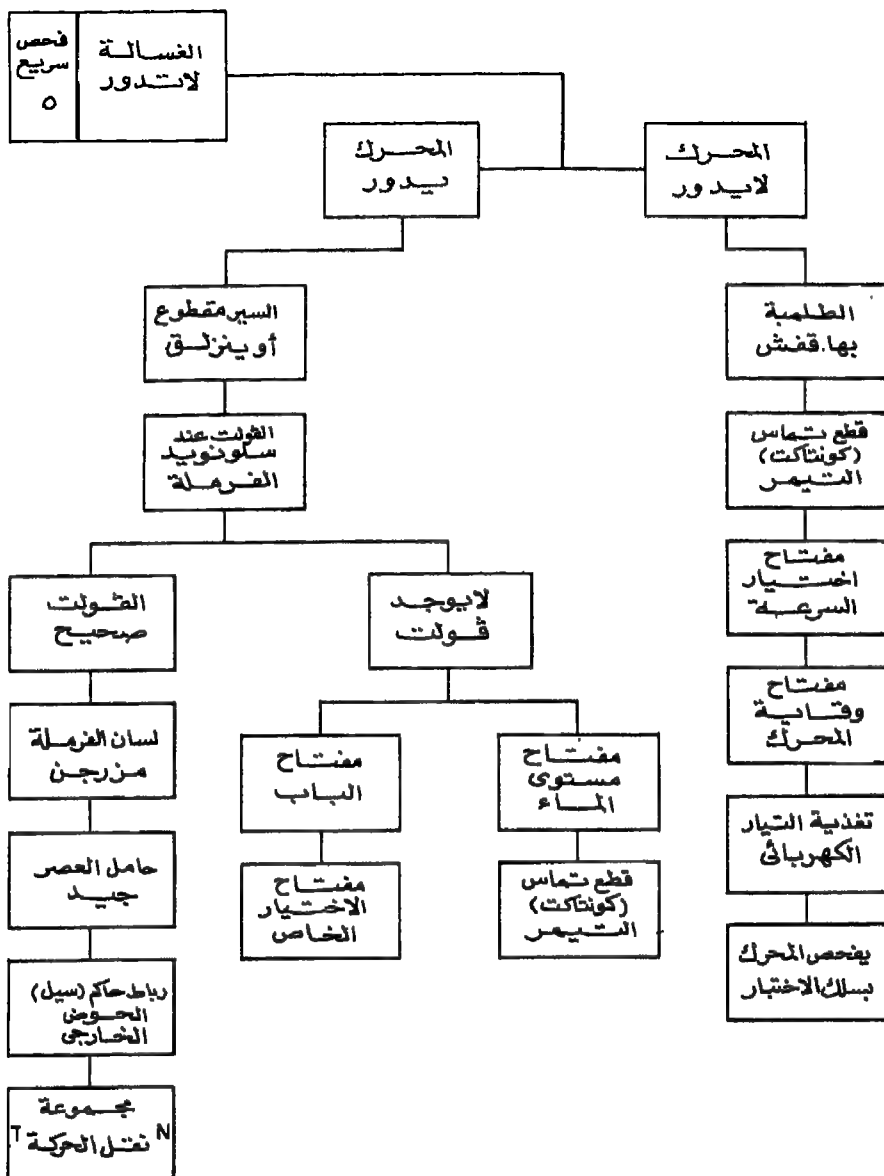 فحص
سريع
٥
الغسالة
لاتدور
المحرك
لايدور
المحرك
يدور
الطلمبة
بها قفش
قطع تماس
(كونتاكت)
التيمر
مفتاح
اختيار
السرعة
مفتاح
وقاية
المحرك
تغذية التيار
الكهربائى
يفحص المحرك
بسلك الاختبار
السير مقطوع
أو ينزلق
الڤولت عند
سلونويد
الفرملة
لايوجد
ڤولت
مفتاح
مستوى
الماء
قطع تماس
(كونتاكت)
التيمر
مفتاح
الباب
مفتاح
الاختيار
الخاص
الڤولت
صحيح
لسان الفرملة
مزرجن
حامل العصر
جيد
رباط حاكم (سيل)
الحوض
الخارجى
مجموعة
نقل الحركة N T